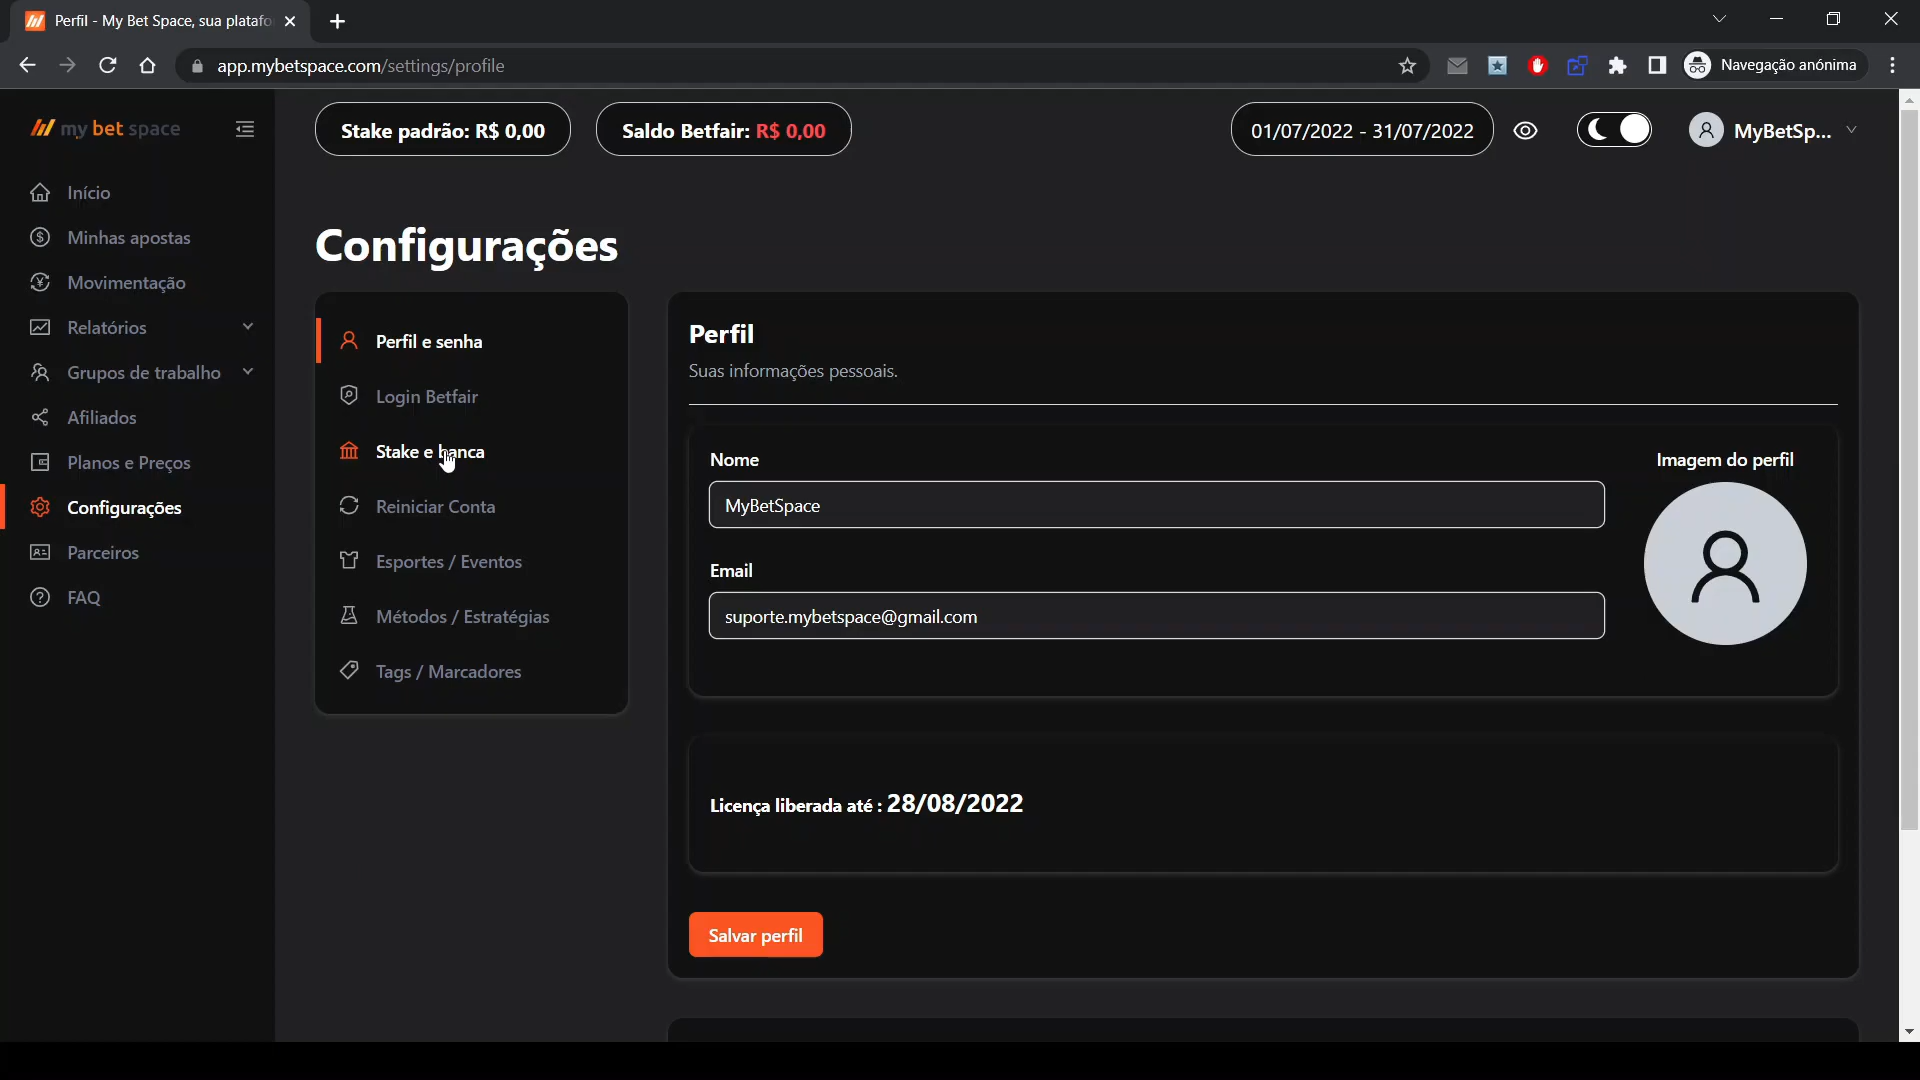 Perfil - My Bet Space, sua platafo
app.mybetspace.com/settings/profile
Navegação anónima
my bet space
Stake padrão: R$ 0,00
Saldo Betfair: R$ 0,00
01/07/2022 - 31/07/2022
MyBetSp...
Início
Minhas apostas
Movimentação
Relatórios
Grupos de trabalho
Afiliados
Planos e Preços
Configurações
Parceiros
FAQ
Configurações
Perfil e senha
Login Betfair
Stake e banca
Reiniciar Conta
Esportes / Eventos
Métodos / Estratégias
Tags / Marcadores
Perfil
Suas informações pessoais.
Nome
MyBetSpace
Email
suporte.mybetspace@gmail.com
Imagem do perfil
Licença liberada até : 28/08/2022
Salvar perfil